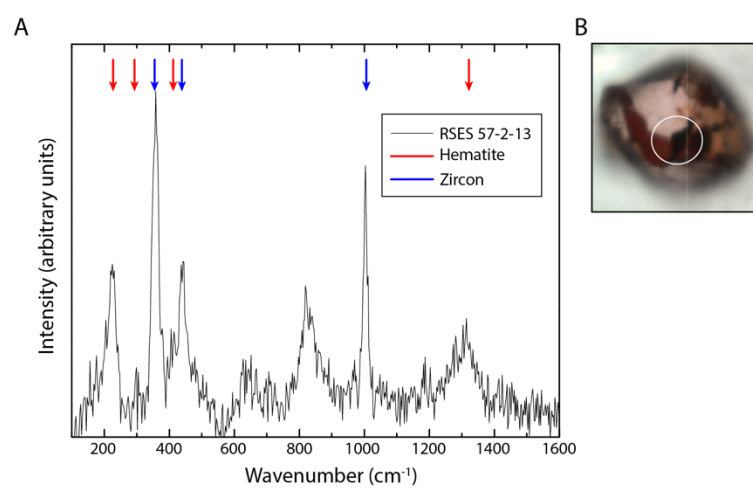 A
B
RSES 57-2-13
Hematite
Zircon
Intensity (arbitrary units)
200 400 600 800 1000 1200 1400 1600
Wavenumber (cm⁻¹)